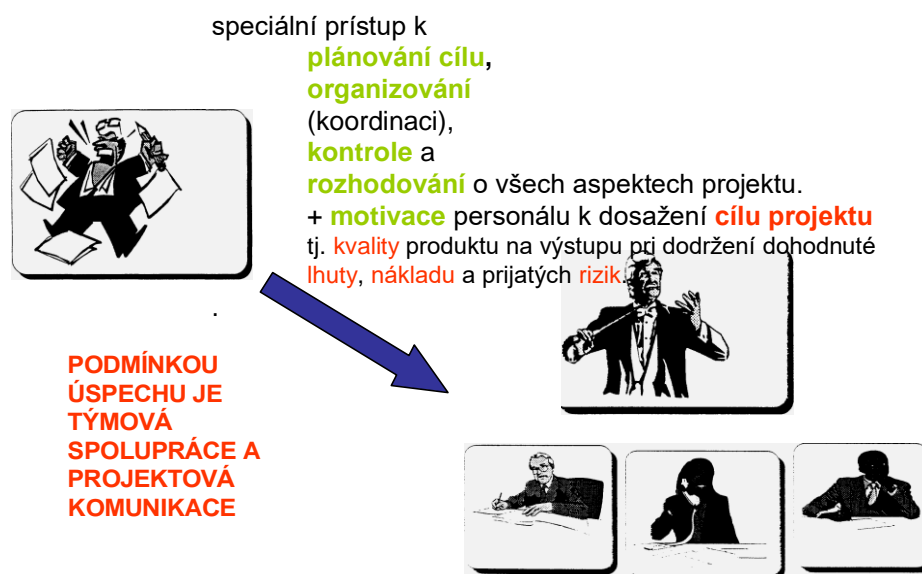 speciální prístup k
plánování cílu,
organizování
(koordinaci),
kontrole a
rozhodování o všech aspektech projektu.
+ motivace personálu k dosažení cílu projektu
tj. kvality produktu na výstupu pri dodržení dohodnuté
lhuty, nákladu a prijatých rizik.
.
PODMÍNKOU
ÚSPECHU JE
TÝMOVÁ
SPOLUPRÁCE A
PROJEKTOVÁ
KOMUNIKACE